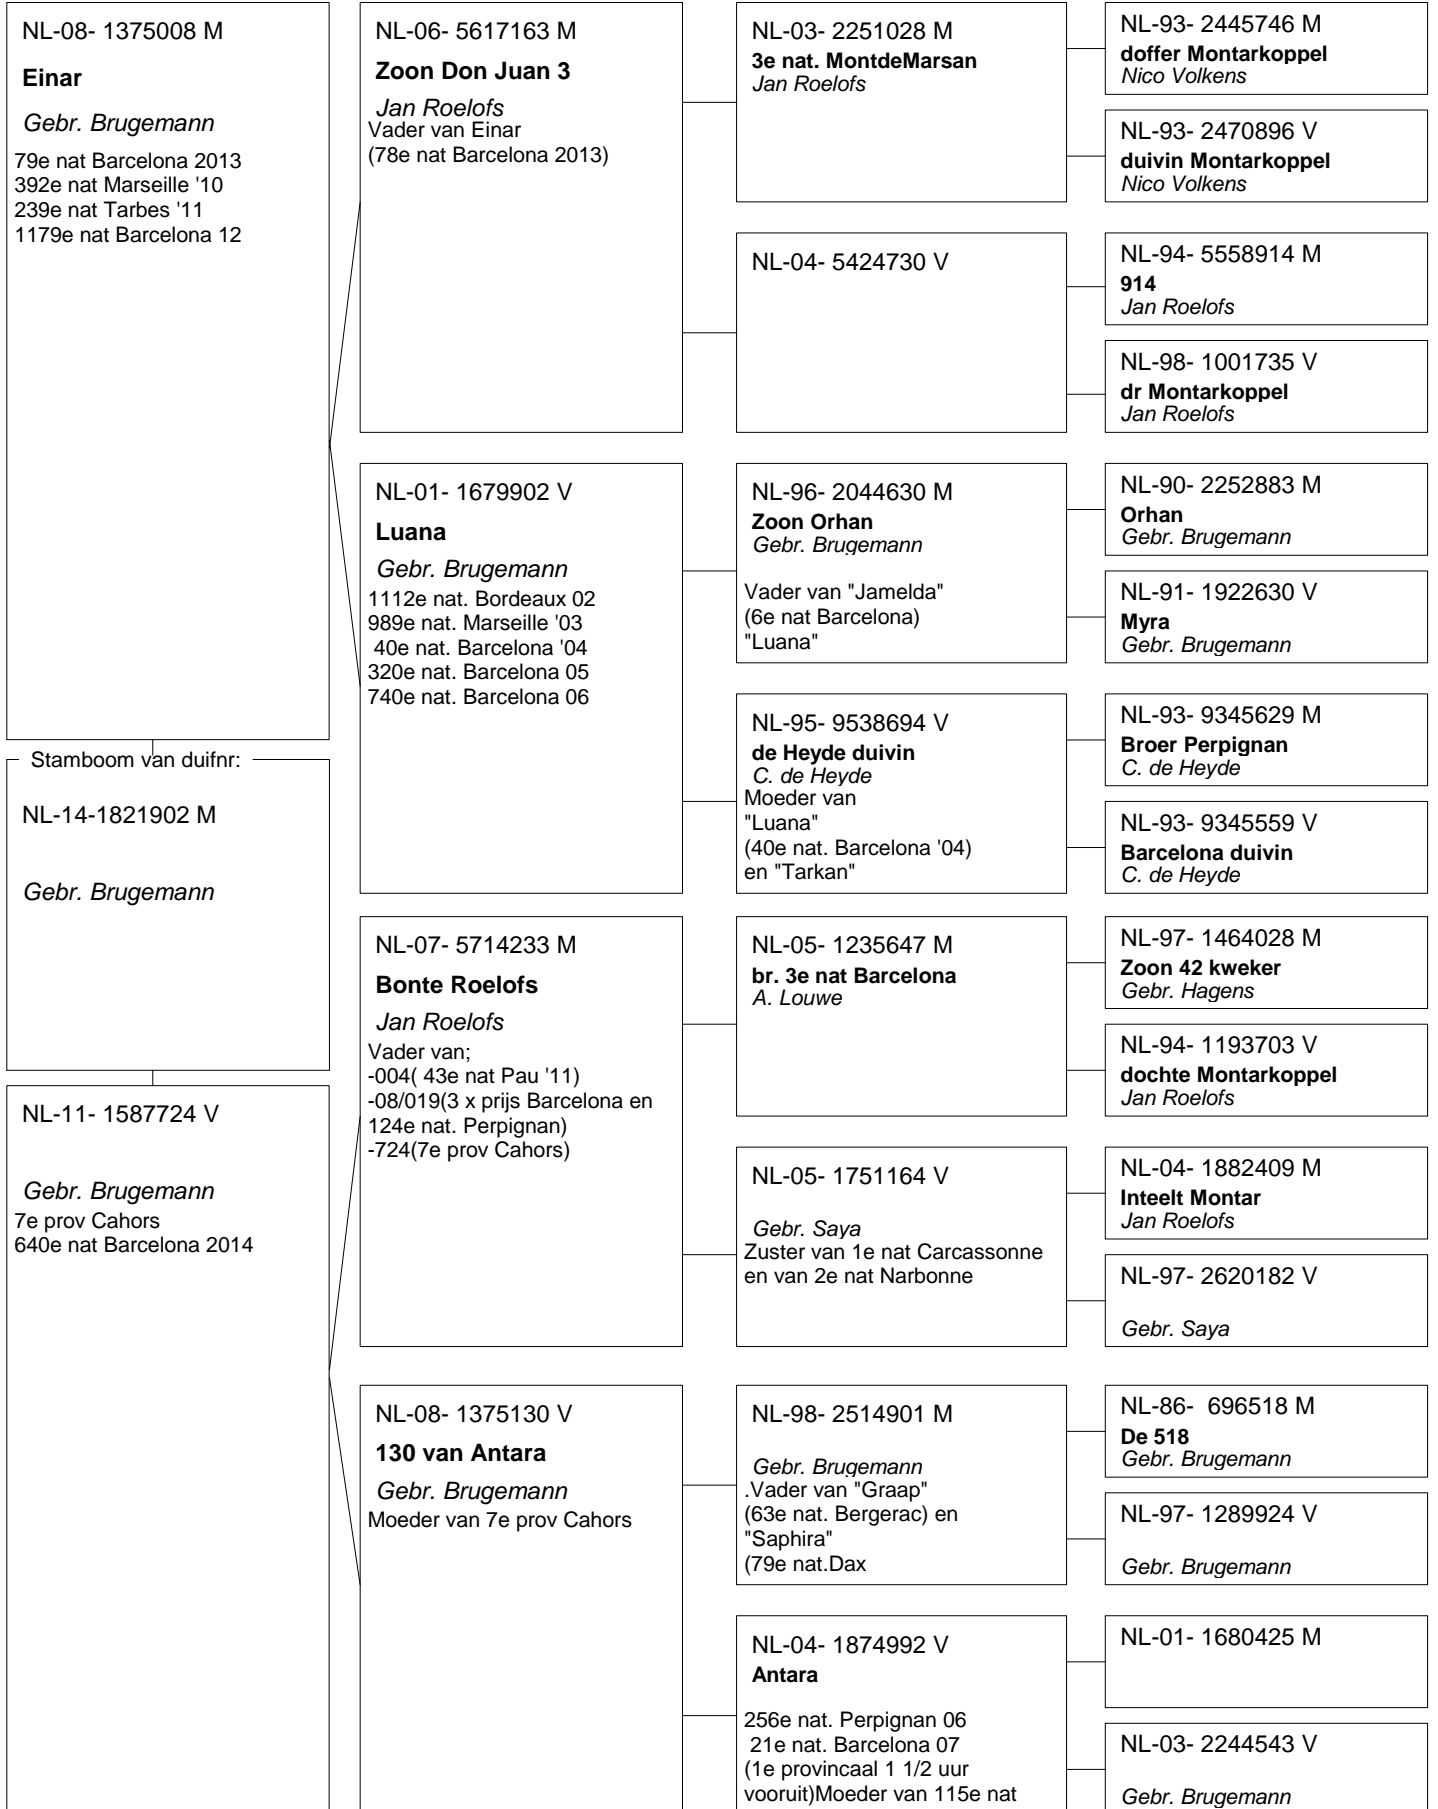 NL-08- 1375008 M
Einar
Gebr. Brugemann
79e nat Barcelona 2013
392e nat Marseille '10
239e nat Tarbes '11
1179e nat Barcelona 12
Stamboom van duifnr:
NL-14-1821902 M
Gebr. Brugemann
NL-11- 1587724 V
Gebr. Brugemann
7e prov Cahors
640e nat Barcelona 2014
NL-06- 5617163 M
Zoon Don Juan 3
Jan Roelofs
Vader van Einar
(78e nat Barcelona 2013)
NL-01- 1679902 V
Luana
Gebr. Brugemann
1112e nat. Bordeaux 02
989e nat. Marseille '03
40e nat. Barcelona '04
320e nat. Barcelona 05
740e nat. Barcelona 06
NL-07- 5714233 M
Bonte Roelofs
Jan Roelofs
Vader van;
-004( 43e nat Pau '11)
-08/019(3 x prijs Barcelona en
124e nat. Perpignan)
-724(7e prov Cahors)
NL-08- 1375130 V
130 van Antara
Gebr. Brugemann
Moeder van 7e prov Cahors
NL-03- 2251028 M
3e nat. MontdeMarsan
Jan Roelofs
NL-04- 5424730 V
NL-96- 2044630 M
Zoon Orhan
Gebr. Brugemann
Vader van "Jamelda"
(6e nat Barcelona)
"Luana"
NL-95- 9538694 V
de Heyde duivin
C. de Heyde
Moeder van
"Luana"
(40e nat. Barcelona '04)
en "Tarkan"
NL-05- 1235647 M
br. 3e nat Barcelona
A. Louwe
NL-05- 1751164 V
Gebr. Saya
Zuster van 1e nat Carcassonne
en van 2e nat Narbonne
NL-98- 2514901 M
Gebr. Brugemann
.Vader van "Graap"
(63e nat. Bergerac) en
"Saphira"
(79e nat.Dax
NL-04- 1874992 V
Antara
256e nat. Perpignan 06
21e nat. Barcelona 07
(1e provincaal 1 1/2 uur
vooruit)Moeder van 115e nat
NL-93- 2445746 M
doffer Montarkoppel
Nico Volkens
NL-93- 2470896 V
duivin Montarkoppel
Nico Volkens
NL-94- 5558914 M
914
Jan Roelofs
NL-98- 1001735 V
dr Montarkoppel
Jan Roelofs
NL-90- 2252883 M
Orhan
Gebr. Brugemann
NL-91- 1922630 V
Myra
Gebr. Brugemann
NL-93- 9345629 M
Broer Perpignan
C. de Heyde
NL-93- 9345559 V
Barcelona duivin
C. de Heyde
NL-97- 1464028 M
Zoon 42 kweker
Gebr. Hagens
NL-94- 1193703 V
dochte Montarkoppel
Jan Roelofs
NL-04- 1882409 M
Inteelt Montar
Jan Roelofs
NL-97- 2620182 V
Gebr. Saya
NL-86- 696518 M
De 518
Gebr. Brugemann
NL-97- 1289924 V
Gebr. Brugemann
NL-01- 1680425 M
NL-03- 2244543 V
Gebr. Brugemann